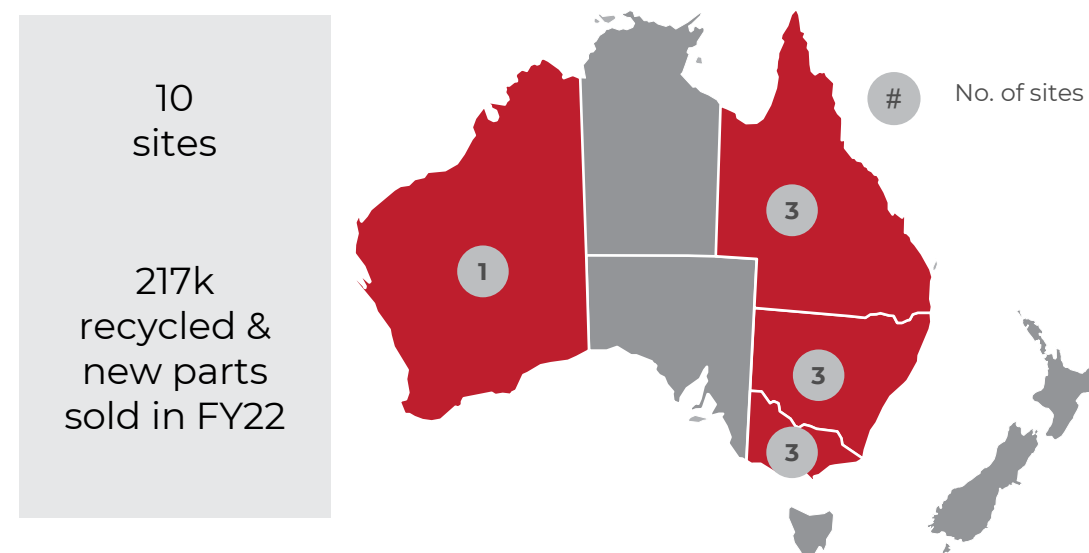 10
sites
217k
recycled &
new parts
sold in FY22
# No. of sites
3
1
3
3